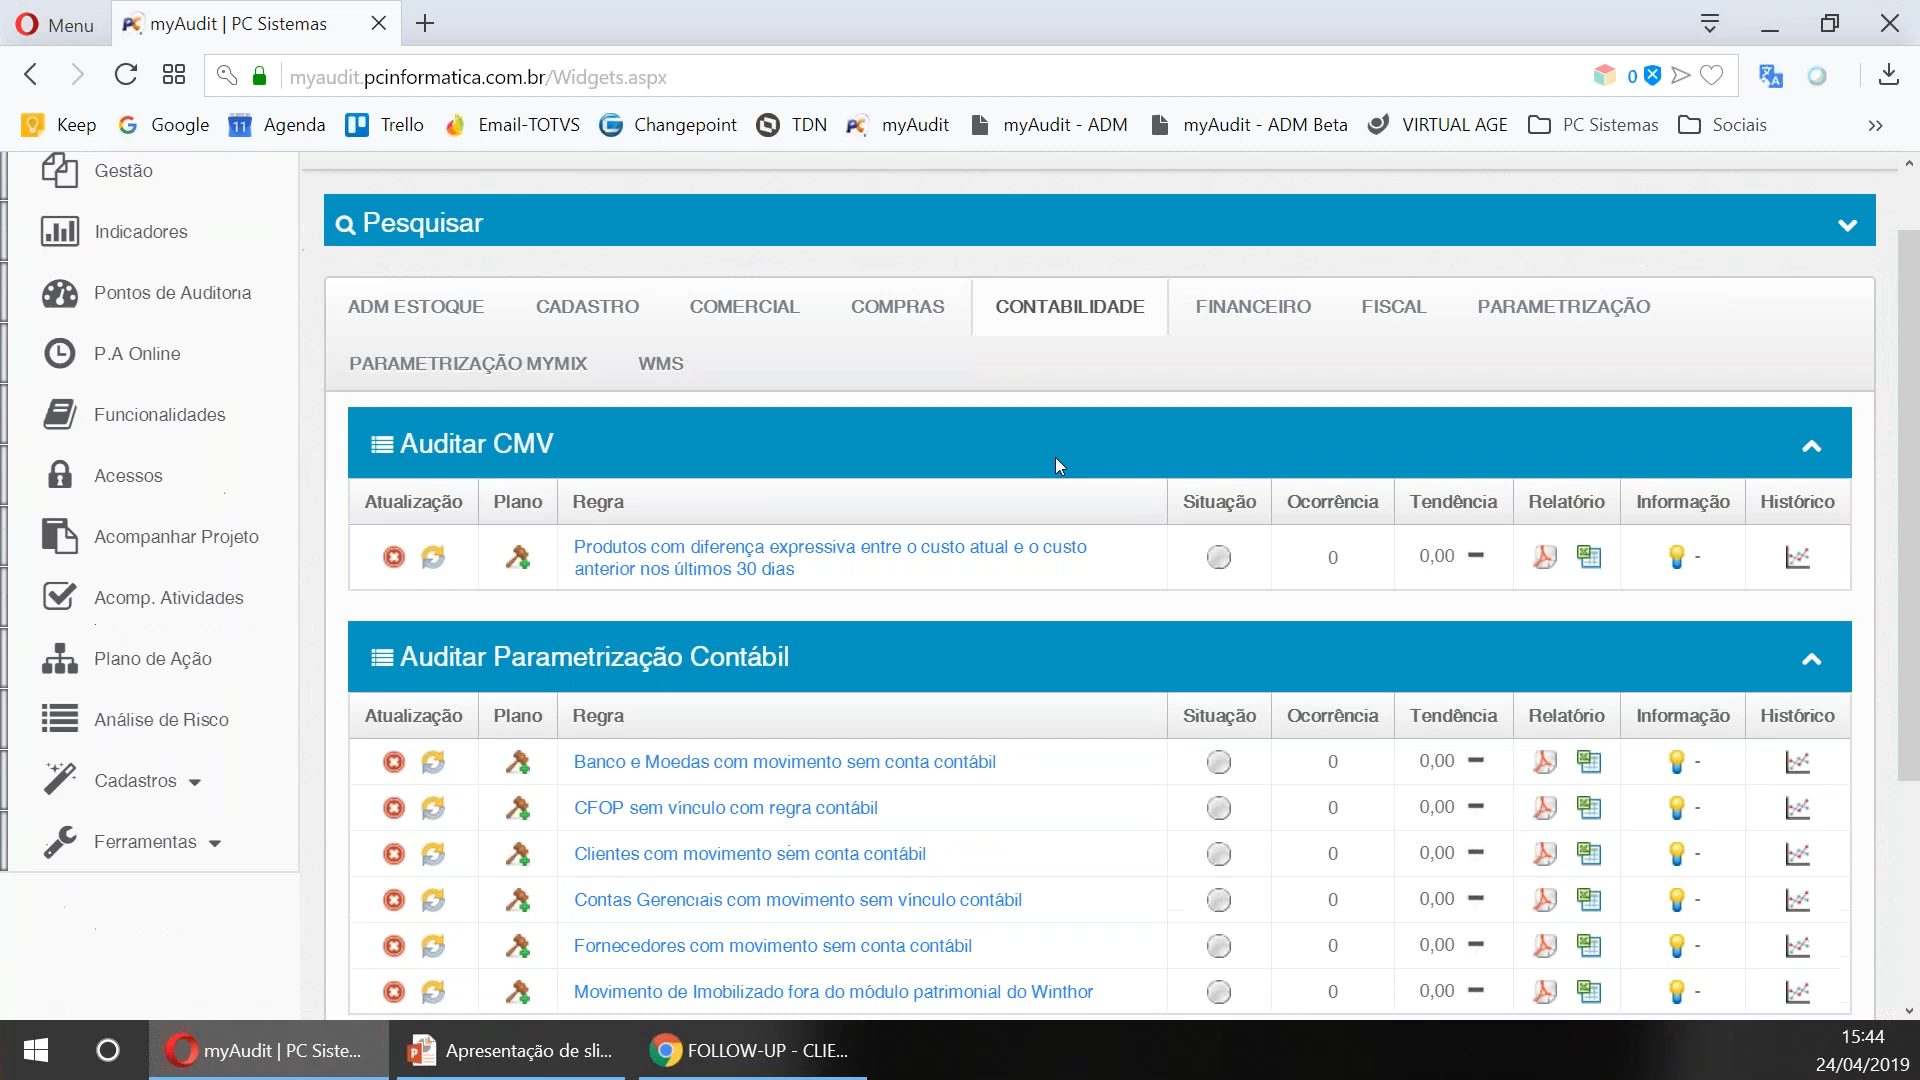 Menu
myAudit | PC Sistemas
myaudit.pcinformatica.com.br/Widgets.aspx
0
Keep Google Agenda Trello Email-TOTVS Changepoint TDN myAudit myAudit - ADM myAudit - ADM Beta VIRTUAL AGE PC Sistemas Sociais
11
Gestão
Indicadores
Pontos de Auditoria
P.A Online
Funcionalidades
Acessos
Acompanhar Projeto
Acomp. Atividades
Plano de Ação
Análise de Risco
Cadastros
Ferramentas
Pesquisar
ADM ESTOQUE CADASTRO COMERCIAL COMPRAS CONTABILIDADE FINANCEIRO FISCAL PARAMETRIZAÇÃO
PARAMETRIZAÇÃO MYMIX WMS
Auditar CMV
Atualização Plano Regra Situação Ocorrência Tendência Relatório Informação Histórico
Produtos com diferença expressiva entre o custo atual e o custo
anterior nos últimos 30 dias
0 0,00 -
Auditar Parametrização Contábil
Atualização Plano Regra Situação Ocorrência Tendência Relatório Informação Histórico
Banco e Moedas com movimento sem conta contábil 0 0,00 -
CFOP sem vínculo com regra contábil 0 0,00 -
Clientes com movimento sem conta contábil 0 0,00 -
Contas Gerenciais com movimento sem vínculo contábil 0 0,00 -
Fornecedores com movimento sem conta contábil 0 0,00 -
Movimento de Imobilizado fora do módulo patrimonial do Winthor 0 0,00 -
myAudit | PC Siste...
Apresentação de sli...
FOLLOW-UP - CLIE...
15:44
24/04/2019